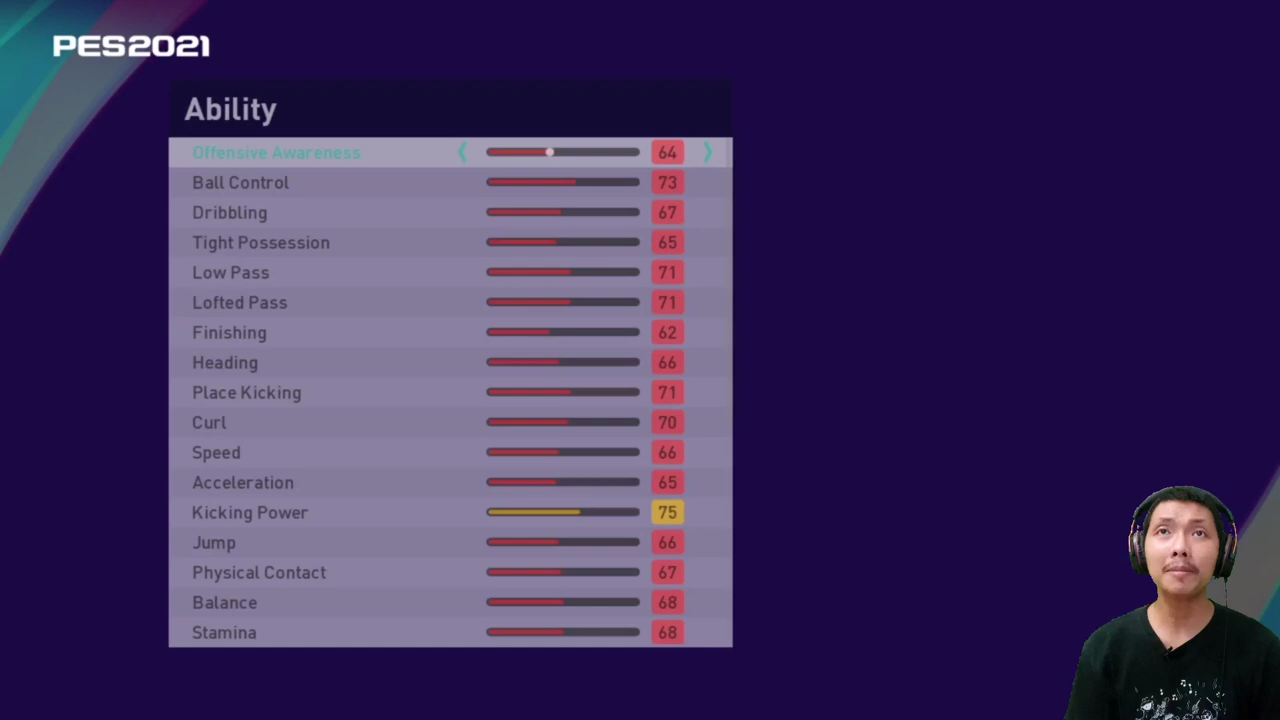 PES2021
Ability
Offensive Awareness 64
Ball Control 73
Dribbling 67
Tight Possession 65
Low Pass 71
Lofted Pass 71
Finishing 62
Heading 66
Place Kicking 71
Curl 70
Speed 66
Acceleration 65
Kicking Power 75
Jump 66
Physical Contact 67
Balance 68
Stamina 68